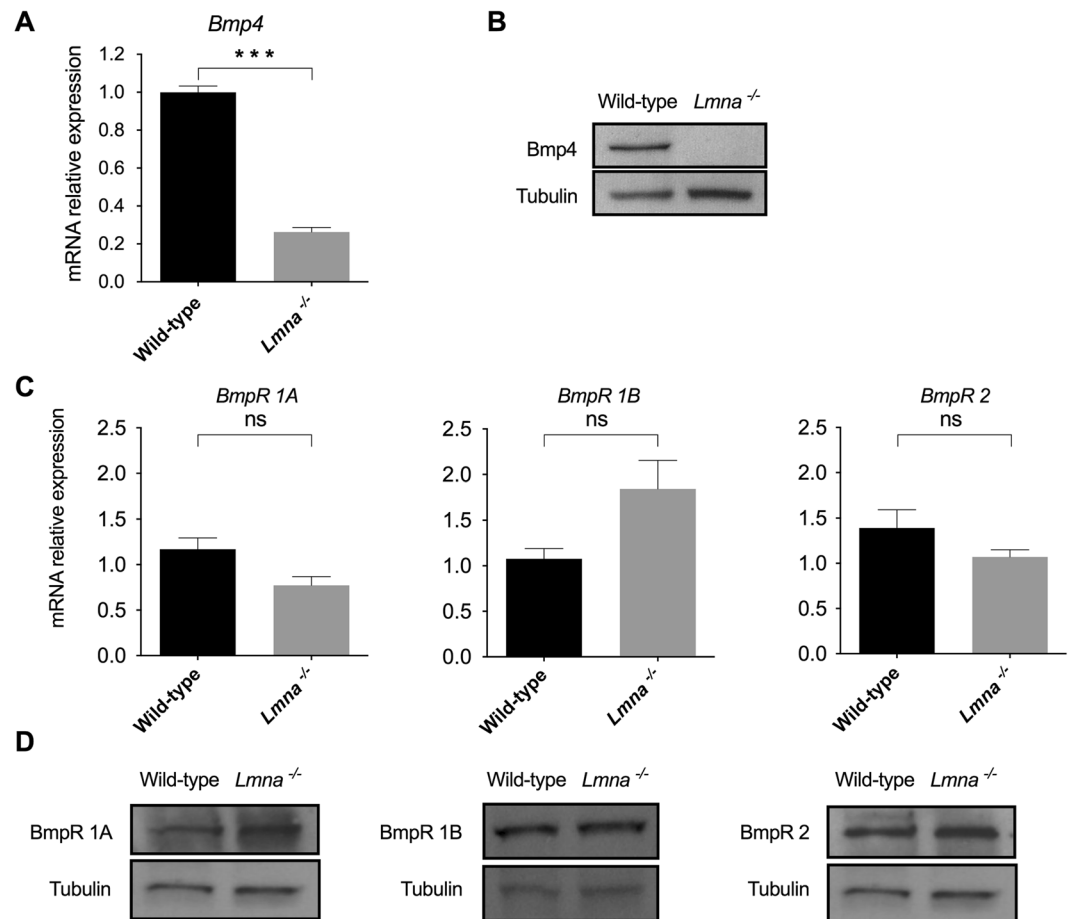 A
Bmp4
***
mRNA relative expression
1.2
1.0
0.8
0.6
0.4
0.2
0.0
Wild-type
Lmna -/-
B
Wild-type Lmna -/-
Bmp4
Tubulin
C
BmpR 1A
ns
mRNA relative expression
2.5
2.0
1.5
1.0
0.5
0.0
Wild-type
Lmna -/-
BmpR 1B
ns
2.5
2.0
1.5
1.0
0.5
0.0
Wild-type
Lmna -/-
BmpR 2
ns
2.5
2.0
1.5
1.0
0.5
0.0
Wild-type
Lmna -/-
D
Wild-type Lmna -/-
BmpR 1A
Tubulin
Wild-type Lmna -/-
BmpR 1B
Tubulin
Wild-type Lmna -/-
BmpR 2
Tubulin